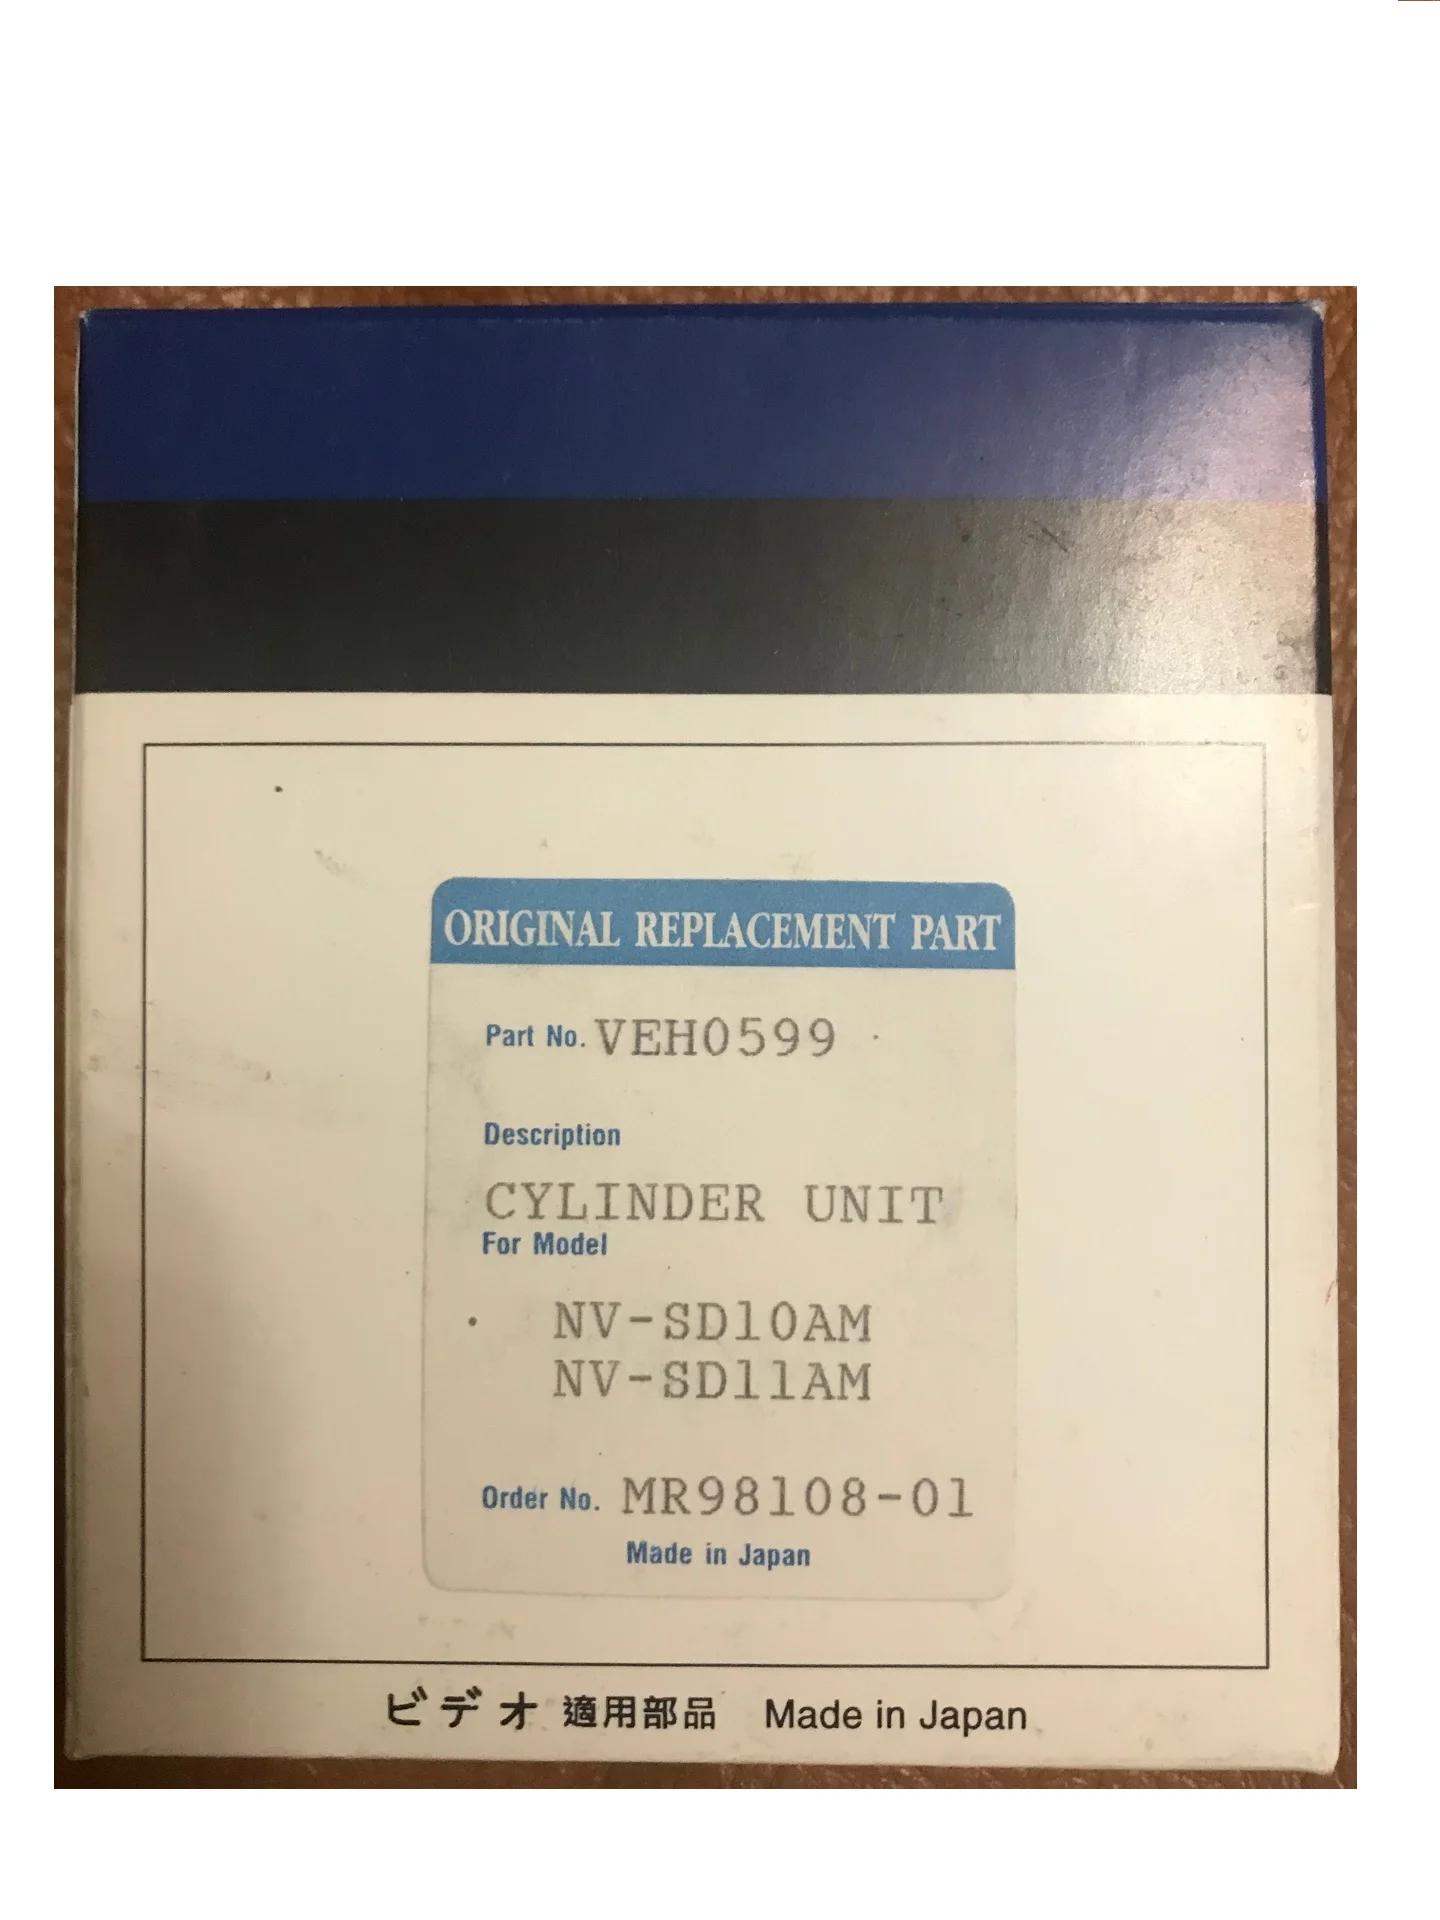 ORIGINAL REPLACEMENT PART
Part No. VEH0599
Description
CYLINDER UNIT
For Model
NV-SD10AM
NV-SD11AM
Order No. MR98108-01
Made in Japan
ビデオ 適用部品 Made in Japan